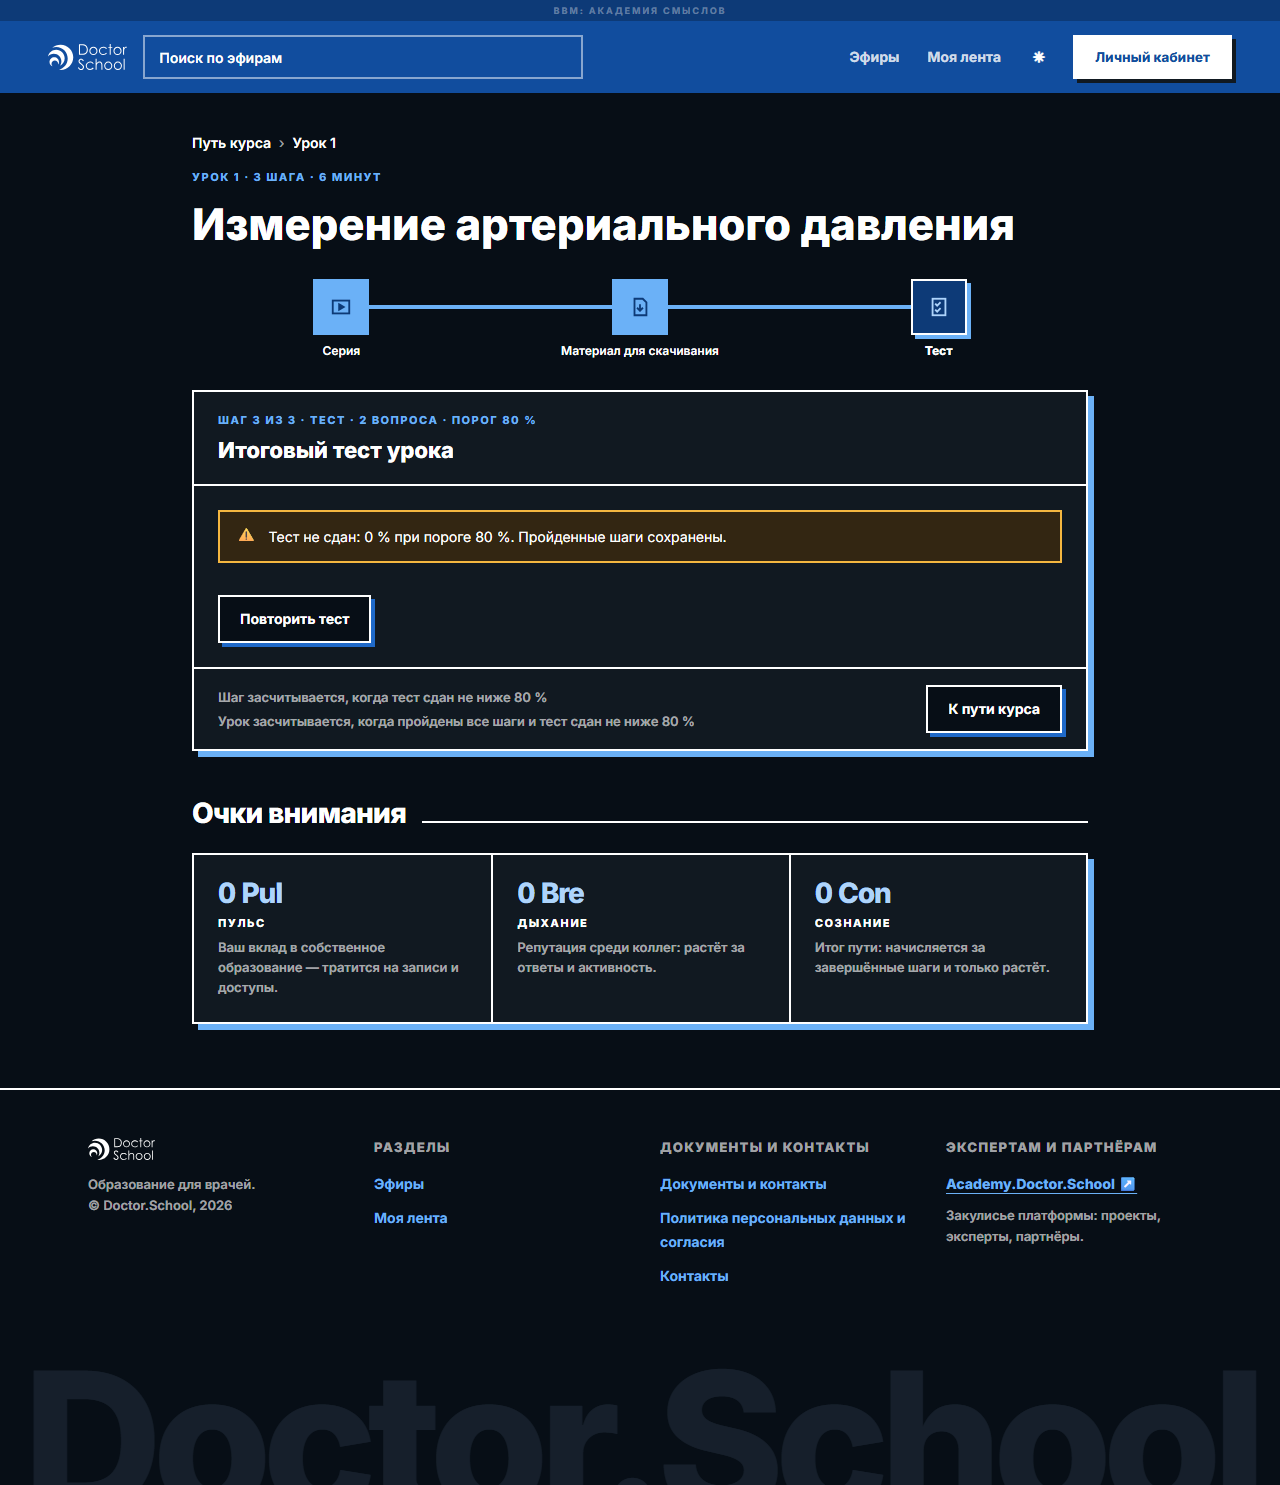 ВВМ: АКАДЕМИЯ СМЫСЛОВ
Doctor
School
Поиск по эфирам
Эфиры
Моя лента
Личный кабинет
Путь курса › Урок 1
УРОК 1 · 3 ШАГА · 6 МИНУТ
Измерение артериального давления
Серия
Материал для скачивания
Тест
ШАГ 3 ИЗ 3 · ТЕСТ · 2 ВОПРОСА · ПОРОГ 80 %
Итоговый тест урока
Тест не сдан: 0 % при пороге 80 %. Пройденные шаги сохранены.
Повторить тест
Шаг засчитывается, когда тест сдан не ниже 80 %
Урок засчитывается, когда пройдены все шаги и тест сдан не ниже 80 %
К пути курса
Очки внимания
0 Pul
ПУЛЬС
Ваш вклад в собственное
образование — тратится на записи и
доступы.
0 Bre
ДЫХАНИЕ
Репутация среди коллег: растёт за
ответы и активность.
0 Con
СОЗНАНИЕ
Итог пути: начисляется за
завершённые шаги и только растёт.
Doctor
School
Образование для врачей.
© Doctor.School, 2026
РАЗДЕЛЫ
Эфиры
Моя лента
ДОКУМЕНТЫ И КОНТАКТЫ
Документы и контакты
Политика персональных данных и
согласия
Контакты
ЭКСПЕРТАМ И ПАРТНЁРАМ
Academy.Doctor.School
Закулисье платформы: проекты,
эксперты, партнёры.
Doctor.School